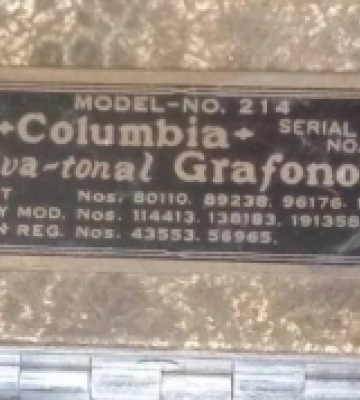 MODEL-NO. 214
Columbia SERIAL
NO.
va-tonal Grafono
T Nos. 80110. 89238. 96176.
Y MOD. Nos. 114413. 138183. 191358
N REG. Nos. 43553. 56965.